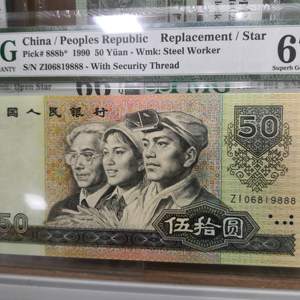 G China / Peoples Republic Replacement / Star
Pick# 888b* 1990 50 Yüan - Wmk: Steel Worker
S/N ZI06819888 - With Security Thread
Superb G
国人民银行
50
ZI06819888
50
伍拾圆